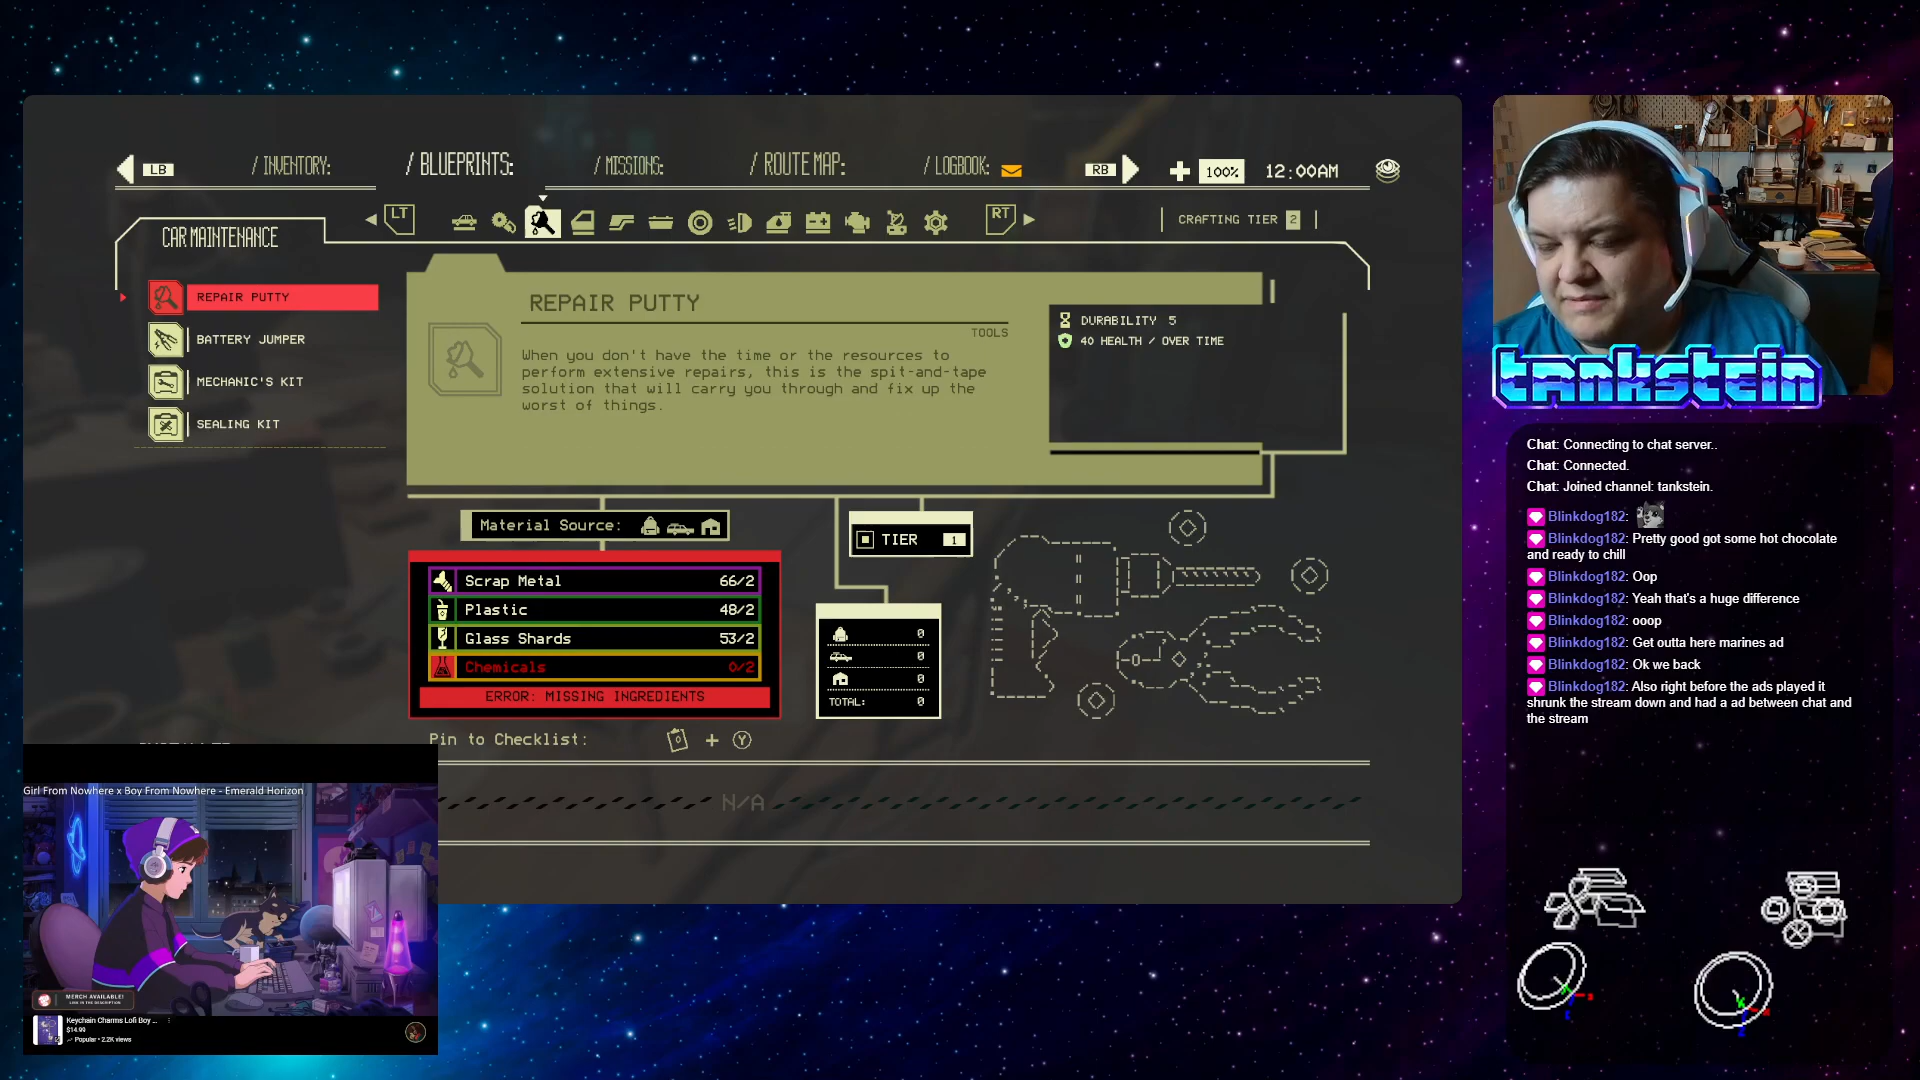 LB
/ INVENTORY:
/ BLUEPRINTS:
/ MISSIONS:
/ ROUTE MAP:
/ LOGBOOK:
RB
100%
12:00AM
LT
RT
CRAFTING TIER 2
CAR MAINTENANCE
REPAIR PUTTY
BATTERY JUMPER
MECHANIC'S KIT
SEALING KIT
REPAIR PUTTY
TOOLS
When you don't have the time or the resources to
perform extensive repairs, this is the spit-and-tape
solution that will carry you through and fix up the
worst of things.
DURABILITY 5
40 HEALTH / OVER TIME
Material Source:
Scrap Metal 66/2
Plastic 48/2
Glass Shards 53/2
Chemicals 0/2
ERROR: MISSING INGREDIENTS
TIER 1
0
0
0
TOTAL: 0
Pin to Checklist: + Y
N/A
Girl From Nowhere x Boy From Nowhere - Emerald Horizon
MERCH AVAILABLE!
LINK IN THE DESCRIPTION
Keychain Charms Lofi Boy ...
$14.99
Popular • 2.2K views
tankstein
Chat: Connecting to chat server..
Chat: Connected.
Chat: Joined channel: tankstein.
Blinkdog182:
Blinkdog182: Pretty good got some hot chocolate
and ready to chill
Blinkdog182: Oop
Blinkdog182: Yeah that's a huge difference
Blinkdog182: ooop
Blinkdog182: Get outta here marines ad
Blinkdog182: Ok we back
Blinkdog182: Also right before the ads played it
shrunk the stream down and had a ad between chat and
the stream